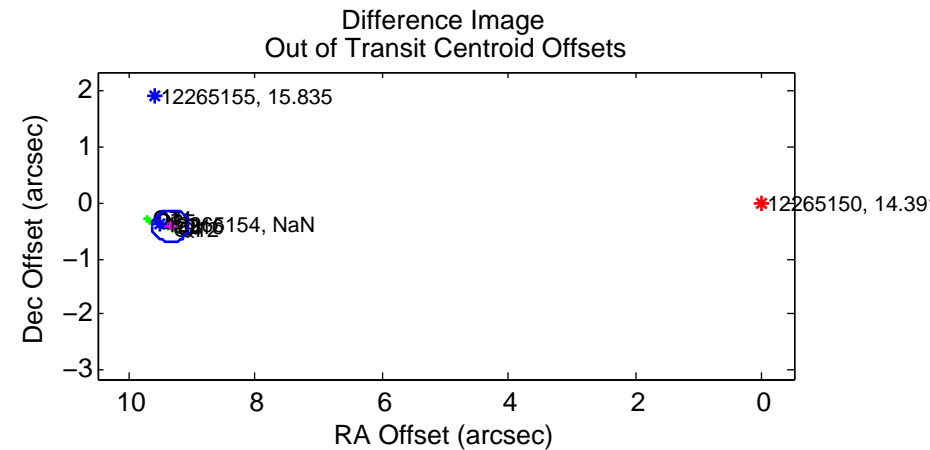 Difference Image
Out of Transit Centroid Offsets
2
1
0
−1
−2
−3
Dec Offset (arcsec)
12265155, 15.835
12265154, NaN
12265150, 14.391
10
8
6
4
2
0
RA Offset (arcsec)